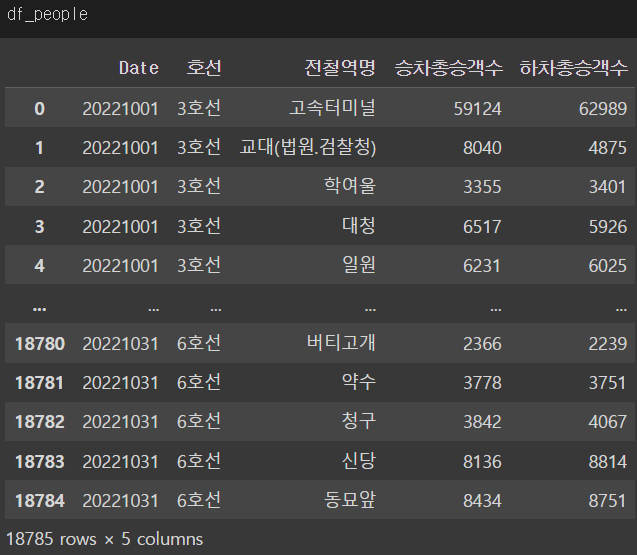 df_people
Date 호선 전철역명 승차총승객수 하차총승객수
0 20221001 3호선 고속터미널 59124 62989
1 20221001 3호선 교대(법원.검찰청) 8040 4875
2 20221001 3호선 학여울 3355 3401
3 20221001 3호선 대청 6517 5926
4 20221001 3호선 일원 6231 6025
... ... ... ... ... ...
18780 20221031 6호선 버티고개 2366 2239
18781 20221031 6호선 약수 3778 3751
18782 20221031 6호선 청구 3842 4067
18783 20221031 6호선 신당 8136 8814
18784 20221031 6호선 동묘앞 8434 8751
18785 rows × 5 columns